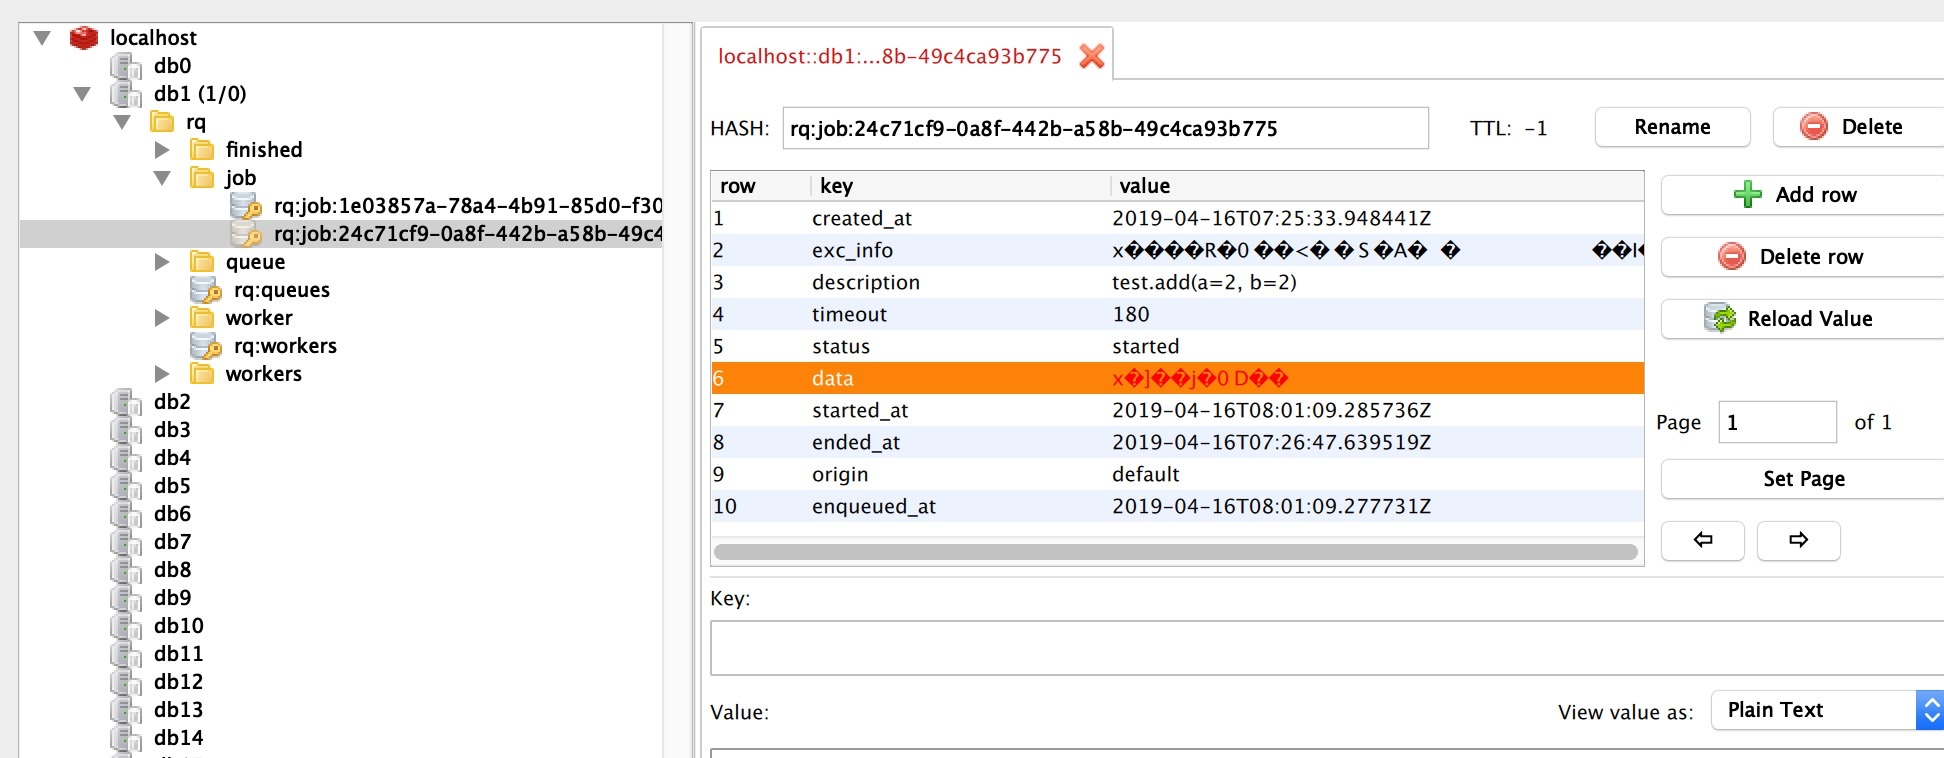 localhost
db0
db1 (1/0)
rq
finished
job
rq:job:1e03857a-78a4-4b91-85d0-f30
rq:job:24c71cf9-0a8f-442b-a58b-49c4
queue
rq:queues
worker
rq:workers
workers
db2
db3
db4
db5
db6
db7
db8
db9
db10
db11
db12
db13
db14
localhost::db1:...8b-49c4ca93b775
HASH: rq:job:24c71cf9-0a8f-442b-a58b-49c4ca93b775 TTL: -1 Rename Delete
row key value
1 created_at 2019-04-16T07:25:33.948441Z
2 exc_info x����R�0��<��S�A� � ��I�
3 description test.add(a=2, b=2)
4 timeout 180
5 status started
6 data x�]��j�0D��
7 started_at 2019-04-16T08:01:09.285736Z
8 ended_at 2019-04-16T07:26:47.639519Z
9 origin default
10 enqueued_at 2019-04-16T08:01:09.277731Z
Add row
Delete row
Reload Value
Page 1 of 1
Set Page
Key:
Value: View value as: Plain Text